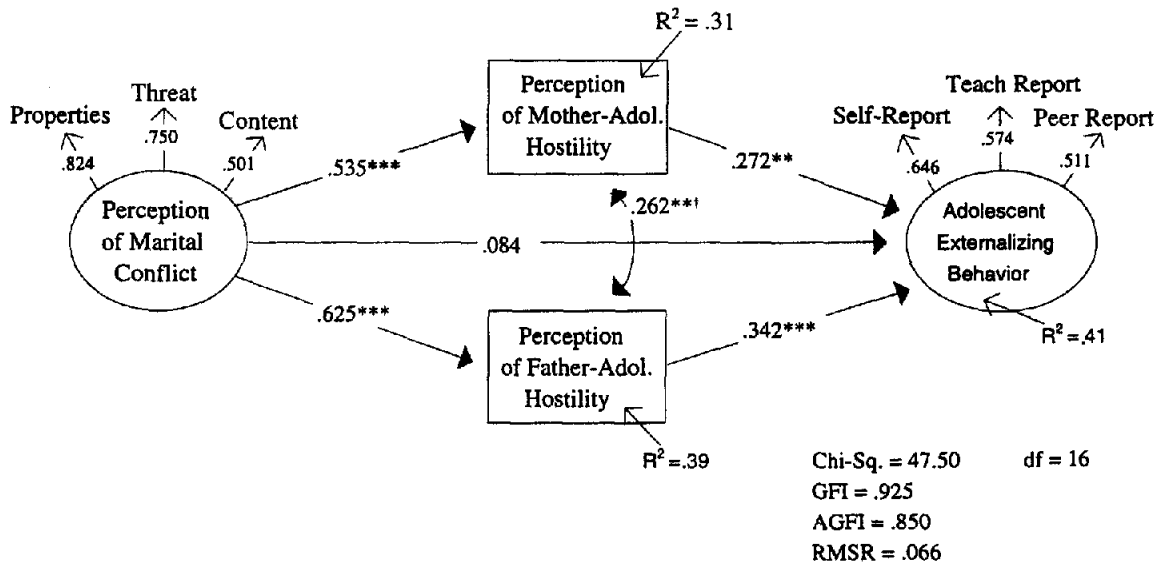 R² = .31
Perception
of Mother-Adol.
Hostility
Properties
Threat
Content
.824
.750
.501
Perception
of Marital
Conflict
.535***
.272**
.262**†
.084
.625***
.342***
Self-Report
Teach Report
Peer Report
.646
.574
.511
Adolescent
Externalizing
Behavior
R² =.41
Perception
of Father-Adol.
Hostility
R² =.39
Chi-Sq. = 47.50 df = 16
GFI = .925
AGFI = .850
RMSR = .066